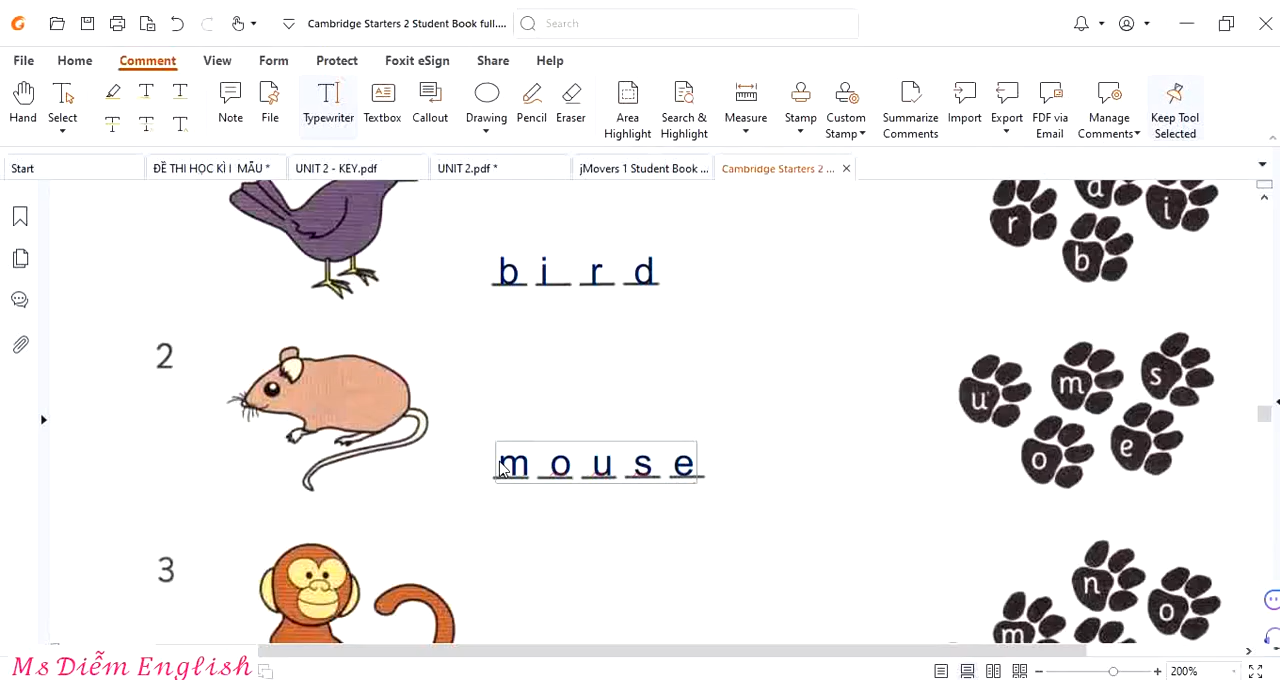 Cambridge Starters 2 Student Book full....
Search
File Home Comment View Form Protect Foxit eSign Share Help
Hand Select Note File Typewriter Textbox Callout Drawing Pencil Eraser Area Highlight Search & Highlight Measure Stamp Custom Stamp Summarize Comments Import Export FDF via Email Manage Comments Keep Tool Selected
Start ĐỀ THI HỌC KÌ I MẪU * UNIT 2 - KEY.pdf UNIT 2.pdf * jMovers 1 Student Book ... Cambridge Starters 2 ...
r d i
b
b i r d
2
u m s
o e
m o u s e
3
n
o
m
Ms Diễm English
200%